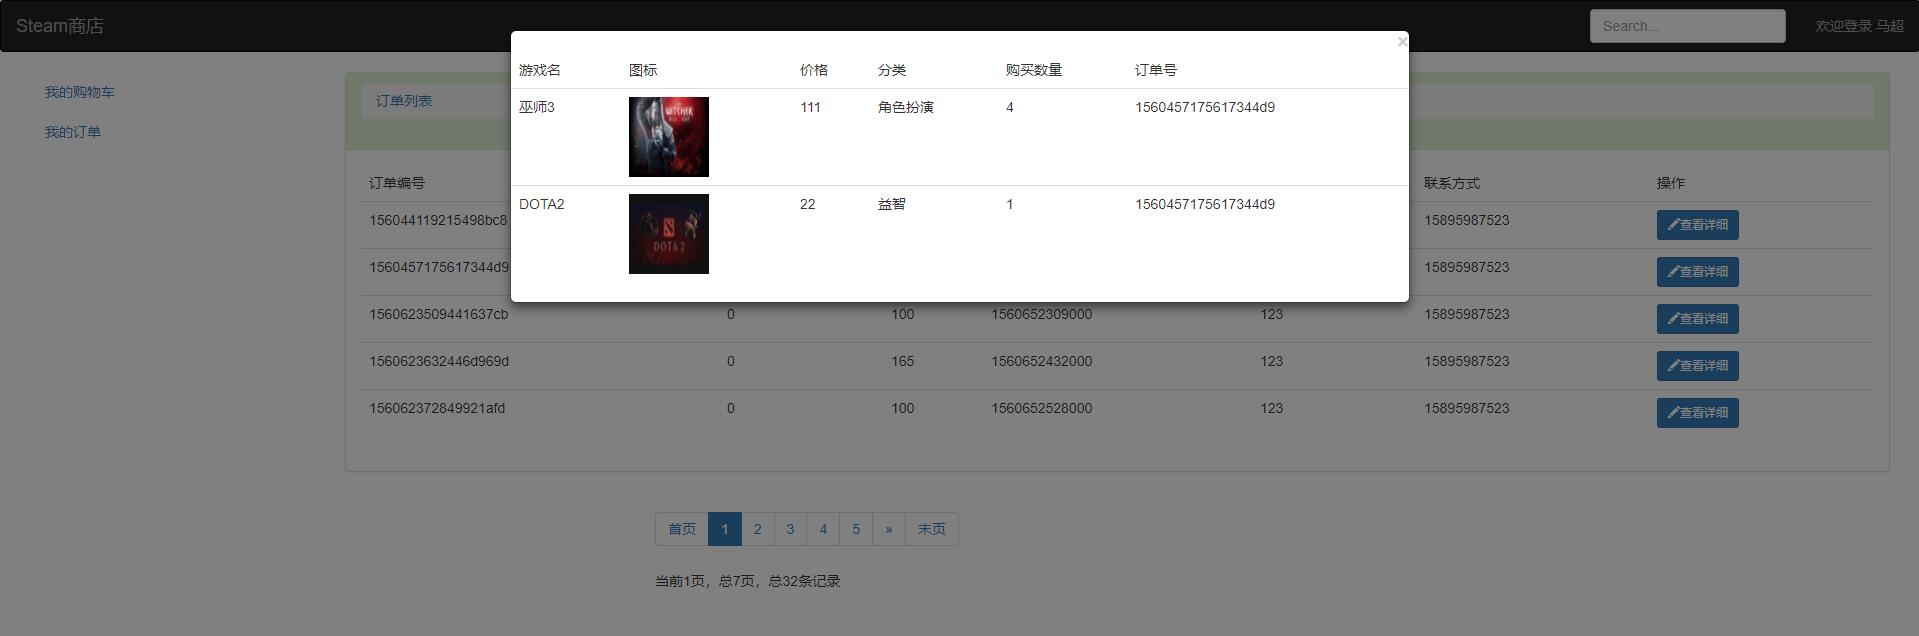 Steam商店
Search...
欢迎登录 马超
×
游戏名 图标 价格 分类 购买数量 订单号
巫师3 WITCHER 111 角色扮演 4 1560457175617344d9
DOTA2 DOTA 2 22 益智 1 1560457175617344d9
我的购物车
我的订单
订单列表
订单编号 联系方式 操作
156044119215498bc8 15895987523 查看详细
1560457175617344d9 15895987523 查看详细
1560623509441637cb 0 100 1560652309000 123 15895987523 查看详细
1560623632446d969d 0 165 1560652432000 123 15895987523 查看详细
156062372849921afd 0 100 1560652528000 123 15895987523 查看详细
首页 1 2 3 4 5 » 末页
当前1页，总7页，总32条记录